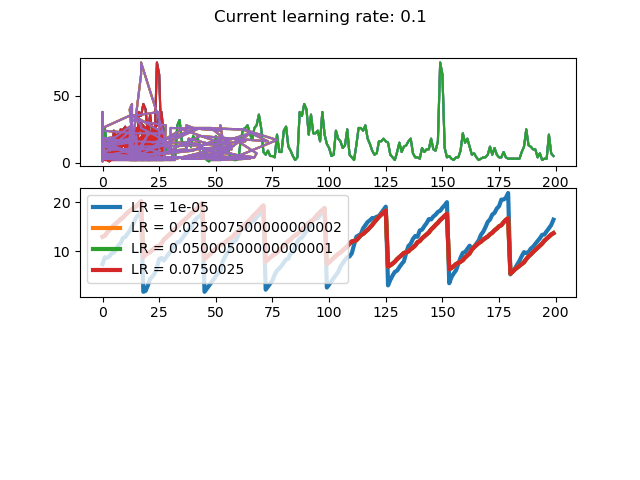 Current learning rate: 0.1
50
0
0 25 50 75 100 125 150 175 200
20
10
LR = 1e-05
LR = 0.025007500000000002
LR = 0.050005000000000001
LR = 0.0750025
0 25 50 75 100 125 150 175 200